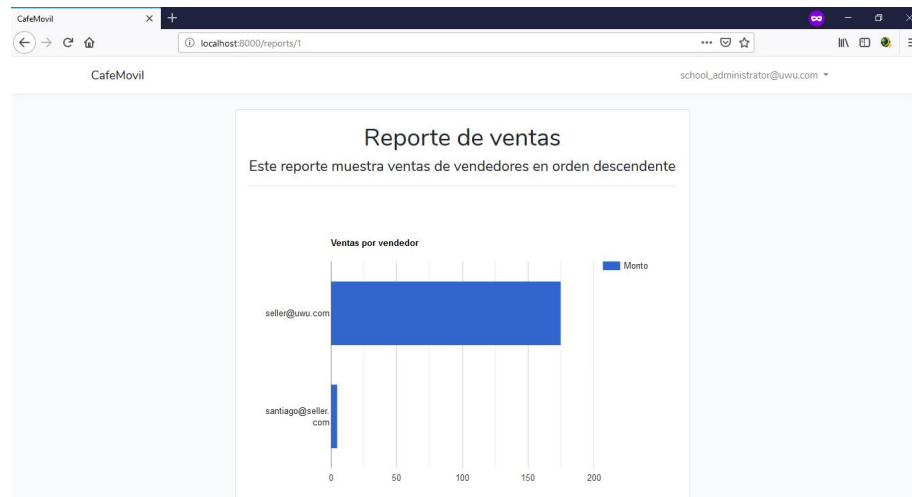 CafeMovil
localhost:8000/reports/1
CafeMovil
school_administrator@uwu.com
Reporte de ventas
Este reporte muestra ventas de vendedores en orden descendente
Ventas por vendedor
Monto
seller@uwu.com
santiago@seller.
com
0 50 100 150 200